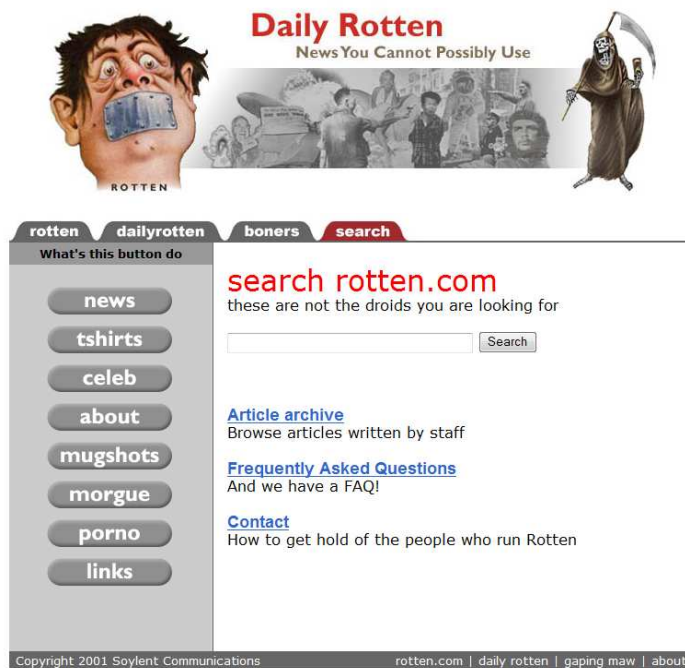 Daily Rotten
News You Cannot Possibly Use
ROTTEN
rotten dailyrotten boners search
What's this button do
news
tshirts
celeb
about
mugshots
morgue
porno
links
search rotten.com
these are not the droids you are looking for
Search
Article archive
Browse articles written by staff
Frequently Asked Questions
And we have a FAQ!
Contact
How to get hold of the people who run Rotten
Copyright 2001 Soylent Communications
rotten.com | daily rotten | gaping maw | about